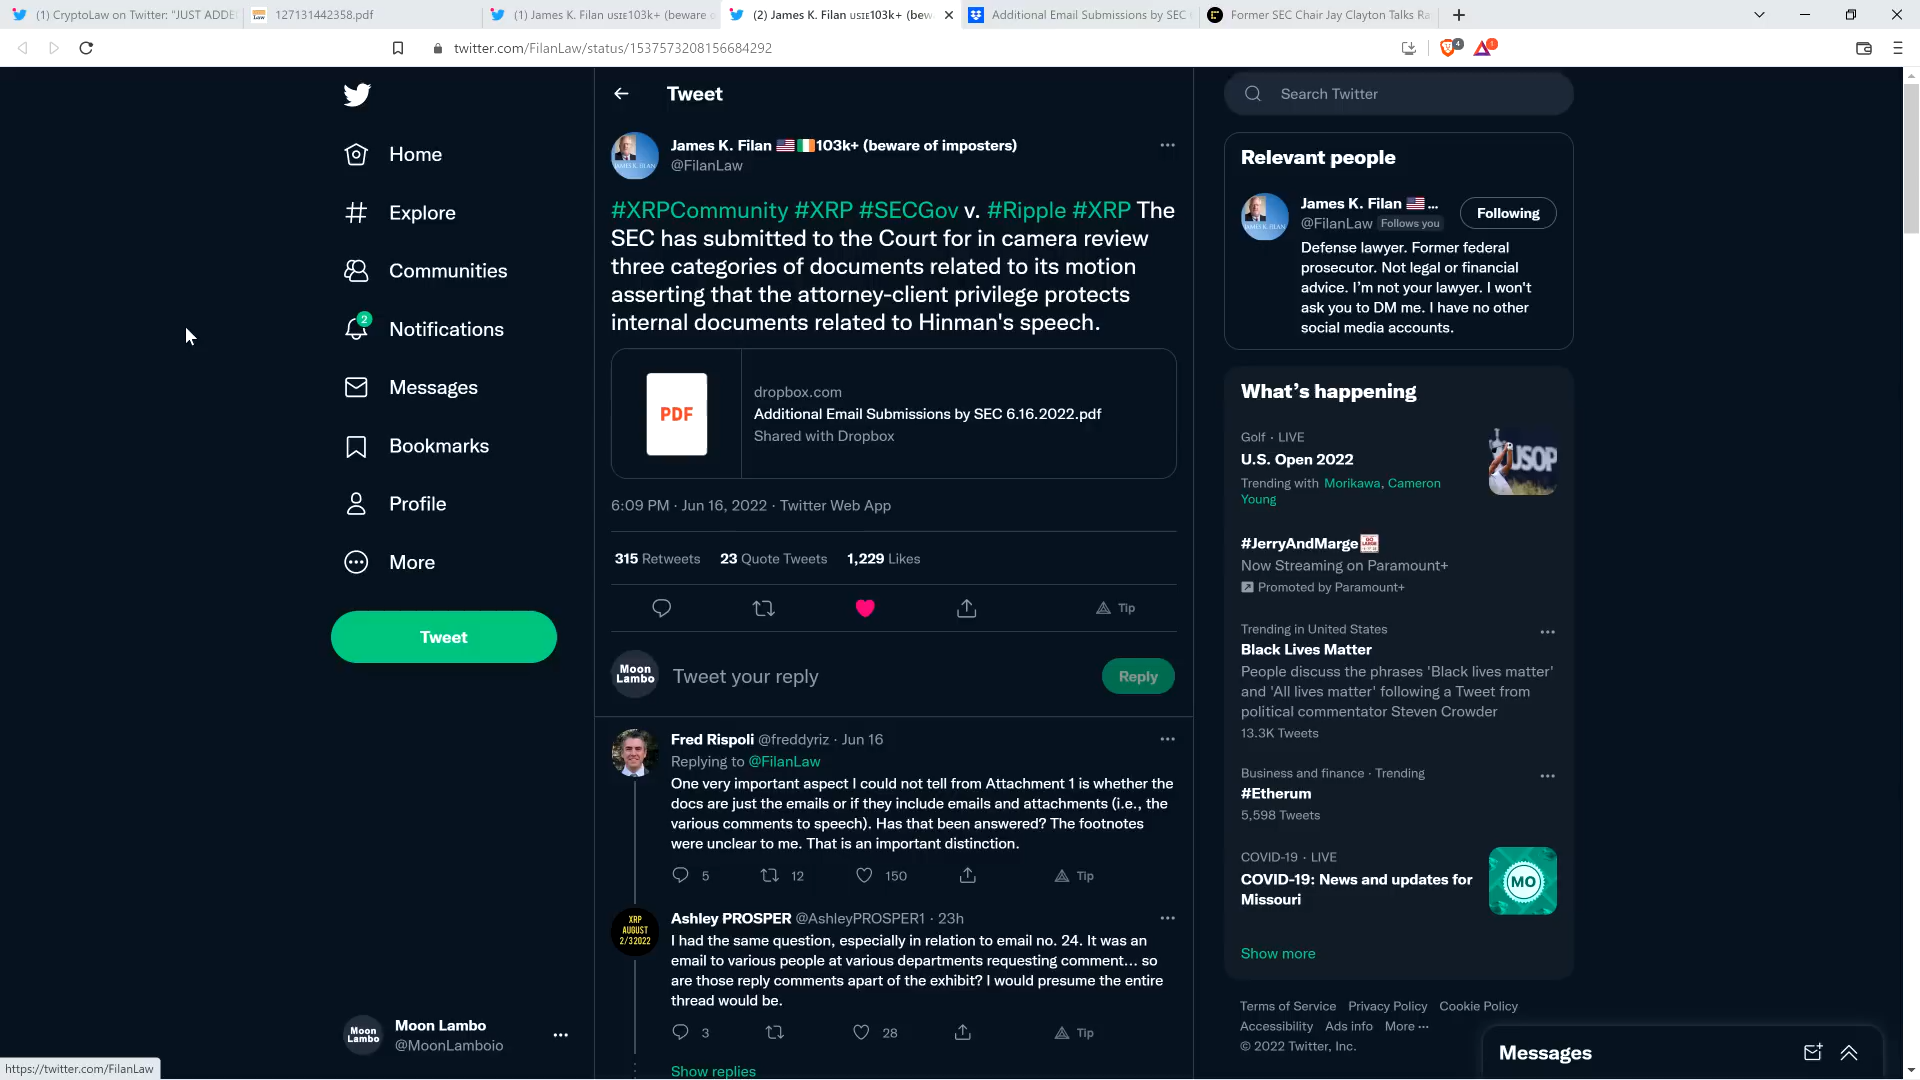 (1) CryptoLaw on Twitter: "JUST ADDE
127131442358.pdf
(1) James K. Filan 103k+ (beware o
(2) James K. Filan 103k+ (bew
Additional Email Submissions by SEC
Former SEC Chair Jay Clayton Talks Ra
twitter.com/FilanLaw/status/1537573208156684292
4
1
Home
Explore
Communities
2
Notifications
Messages
Bookmarks
Profile
More
Tweet
Moon Lambo
Moon Lambo
@MoonLamboio
https://twitter.com/FilanLaw
Tweet
James K. Filan 🇺🇸🇮🇪103k+ (beware of imposters)
@FilanLaw
#XRPCommunity #XRP #SECGov v. #Ripple #XRP The
SEC has submitted to the Court for in camera review
three categories of documents related to its motion
asserting that the attorney-client privilege protects
internal documents related to Hinman's speech.
PDF
dropbox.com
Additional Email Submissions by SEC 6.16.2022.pdf
Shared with Dropbox
6:09 PM · Jun 16, 2022 · Twitter Web App
315 Retweets 23 Quote Tweets 1,229 Likes
Tip
Moon
Lambo
Tweet your reply
Reply
Fred Rispoli @freddyriz · Jun 16
Replying to @FilanLaw
One very important aspect I could not tell from Attachment 1 is whether the
docs are just the emails or if they include emails and attachments (i.e., the
various comments to speech). Has that been answered? The footnotes
were unclear to me. That is an important distinction.
5 12 150 Tip
XRP
AUGUST
2/3 2022
Ashley PROSPER @AshleyPROSPER1 · 23h
I had the same question, especially in relation to email no. 24. It was an
email to various people at various departments requesting comment... so
are those reply comments apart of the exhibit? I would presume the entire
thread would be.
3 28 Tip
Show replies
Search Twitter
Relevant people
James K. Filan 🇺🇸 ...
@FilanLaw Follows you
Following
Defense lawyer. Former federal
prosecutor. Not legal or financial
advice. I'm not your lawyer. I won't
ask you to DM me. I have no other
social media accounts.
What's happening
Golf · LIVE
U.S. Open 2022
Trending with Morikawa, Cameron
Young
USOP
#JerryAndMarge
Now Streaming on Paramount+
Promoted by Paramount+
Trending in United States
Black Lives Matter
People discuss the phrases 'Black lives matter'
and 'All lives matter' following a Tweet from
political commentator Steven Crowder
13.3K Tweets
Business and finance · Trending
#Etherum
5,598 Tweets
COVID-19 · LIVE
COVID-19: News and updates for
Missouri
MO
Show more
Terms of Service Privacy Policy Cookie Policy
Accessibility Ads info More ...
© 2022 Twitter, Inc.
Messages